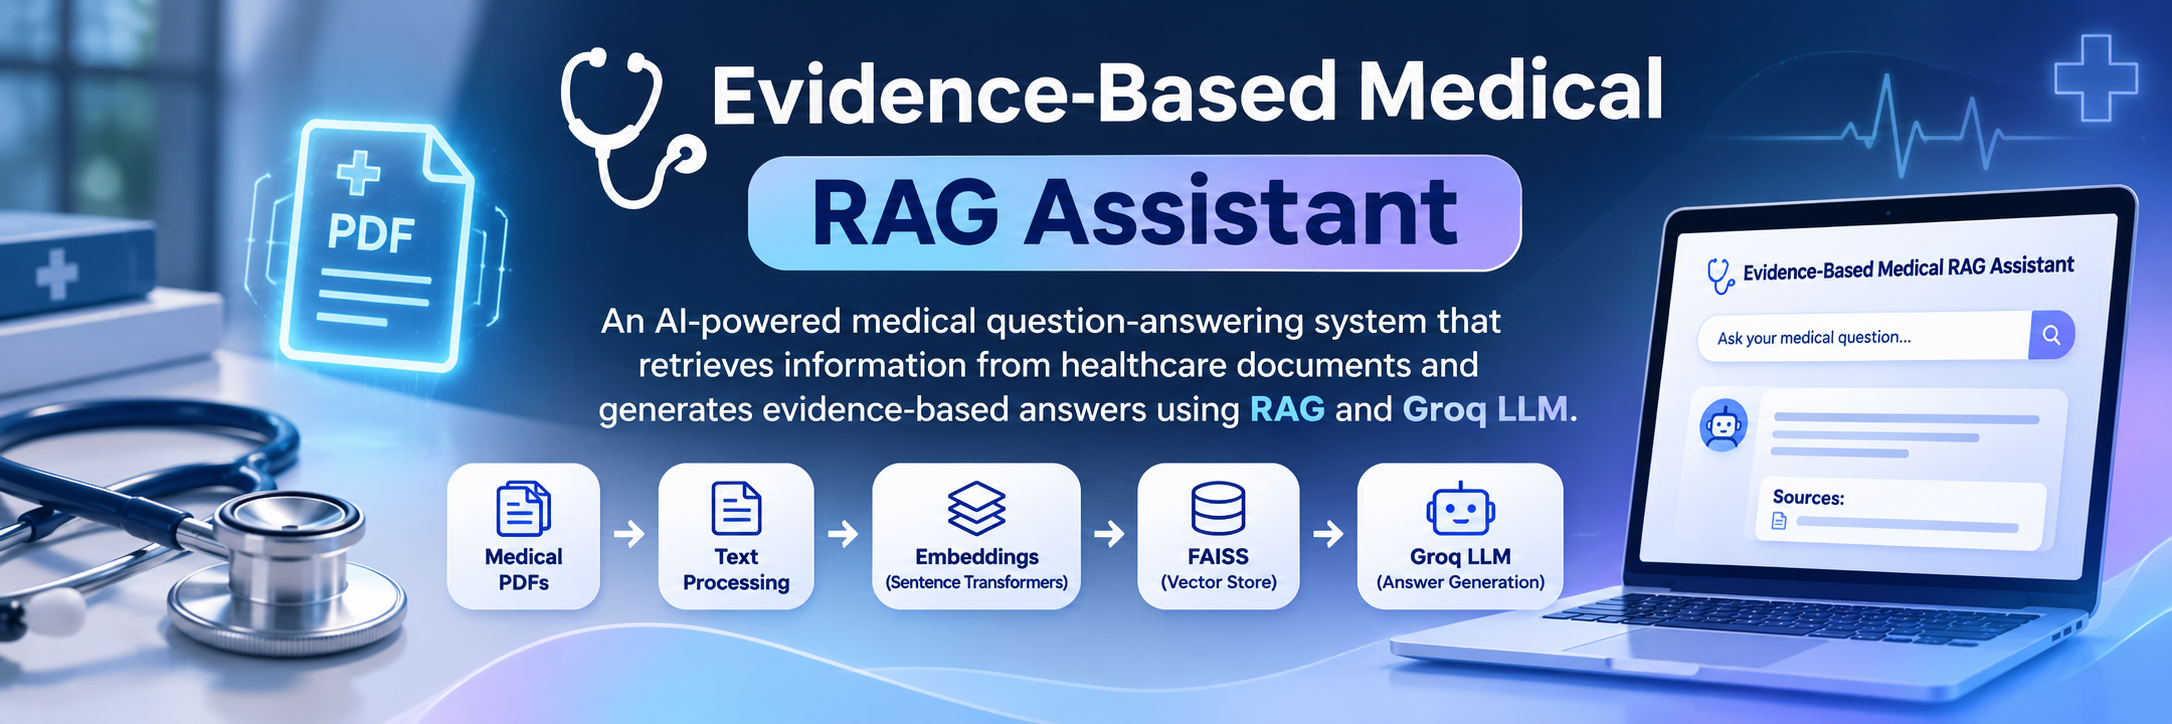 Evidence-Based Medical
RAG Assistant
An AI-powered medical question-answering system that
retrieves information from healthcare documents and
generates evidence-based answers using RAG and Groq LLM.
PDF
Medical
PDFs
Text
Processing
Embeddings
(Sentence Transformers)
FAISS
(Vector Store)
Groq LLM
(Answer Generation)
Evidence-Based Medical RAG Assistant
Ask your medical question...
Sources: